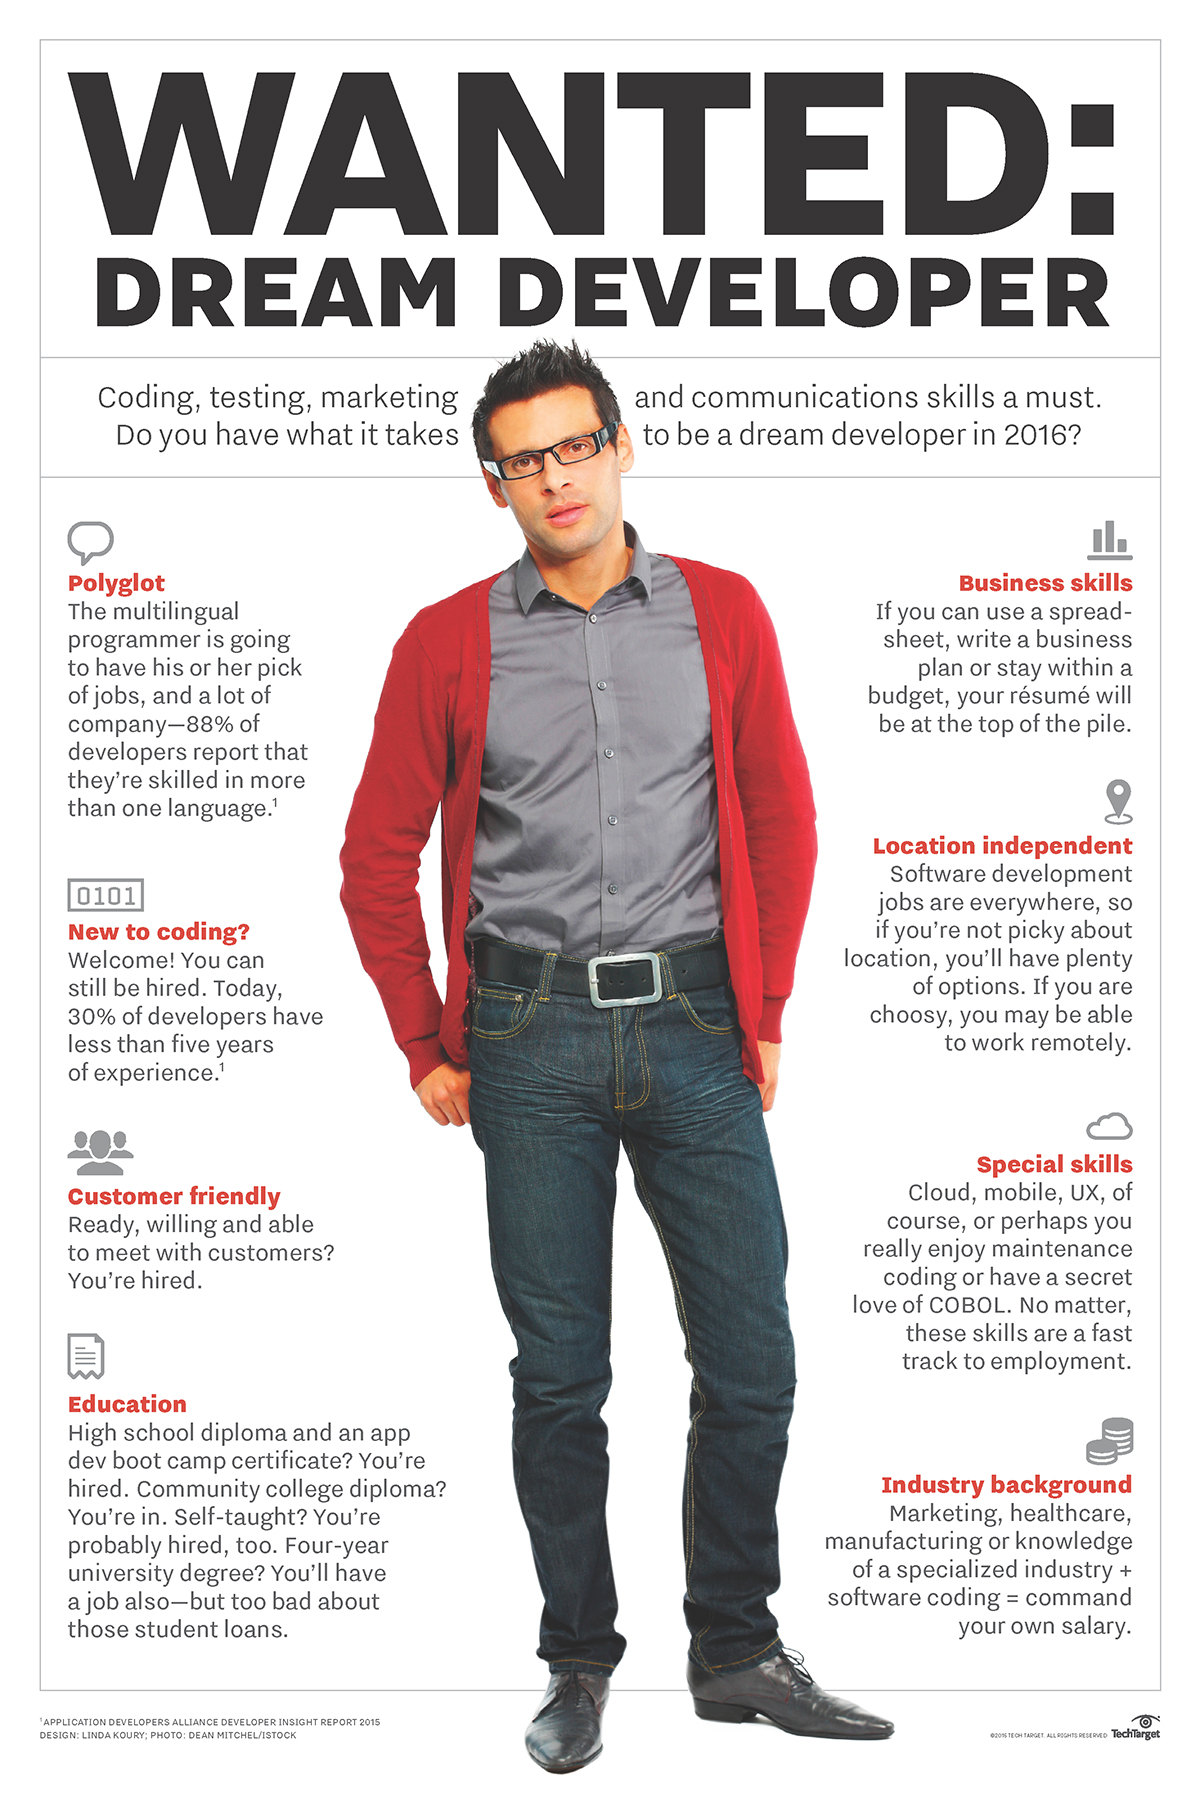 WANTED:
DREAM DEVELOPER
Coding, testing, marketing and communications skills a must.
Do you have what it takes to be a dream developer in 2016?
Polyglot
The multilingual
programmer is going
to have his or her pick
of jobs, and a lot of
company—88% of
developers report that
they're skilled in more
than one language.¹
0101
New to coding?
Welcome! You can
still be hired. Today,
30% of developers have
less than five years
of experience.¹
Customer friendly
Ready, willing and able
to meet with customers?
You're hired.
Education
High school diploma and an app
dev boot camp certificate? You're
hired. Community college diploma?
You're in. Self-taught? You're
probably hired, too. Four-year
university degree? You'll have
a job also—but too bad about
those student loans.
Business skills
If you can use a spread-
sheet, write a business
plan or stay within a
budget, your résumé will
be at the top of the pile.
Location independent
Software development
jobs are everywhere, so
if you're not picky about
location, you'll have plenty
of options. If you are
choosy, you may be able
to work remotely.
Special skills
Cloud, mobile, UX, of
course, or perhaps you
really enjoy maintenance
coding or have a secret
love of COBOL. No matter,
these skills are a fast
track to employment.
Industry background
Marketing, healthcare,
manufacturing or knowledge
of a specialized industry +
software coding = command
your own salary.
¹APPLICATION DEVELOPERS ALLIANCE DEVELOPER INSIGHT REPORT 2015
DESIGN: LINDA KOURY; PHOTO: DEAN MITCHEL/ISTOCK
TECH TARGET. ALL RIGHTS RESERVED
TechTarget